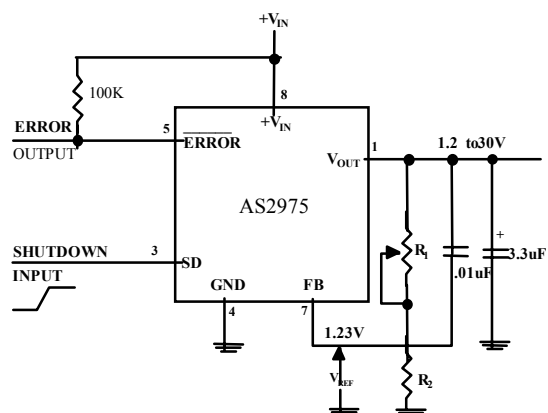 +VIN
100K
8
ERROR
OUTPUT
5
ERROR
+VIN
1
VOUT
1.2 to30V
AS2975
SHUTDOWN
INPUT
3
SD
R1
.01uF
+
3.3uF
GND
FB
4
7
1.23V
VREF
R2